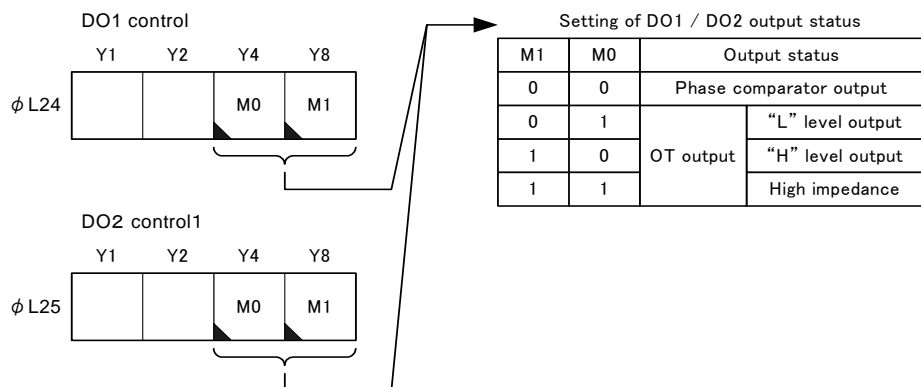 DO1 control
Y1 Y2 Y4 Y8
φL24 M0 M1
DO2 control1
Y1 Y2 Y4 Y8
φL25 M0 M1
Setting of DO1 / DO2 output status
M1 M0 Output status
0 0 Phase comparator output
0 1 OT output “L” level output
1 0 “H” level output
1 1 High impedance